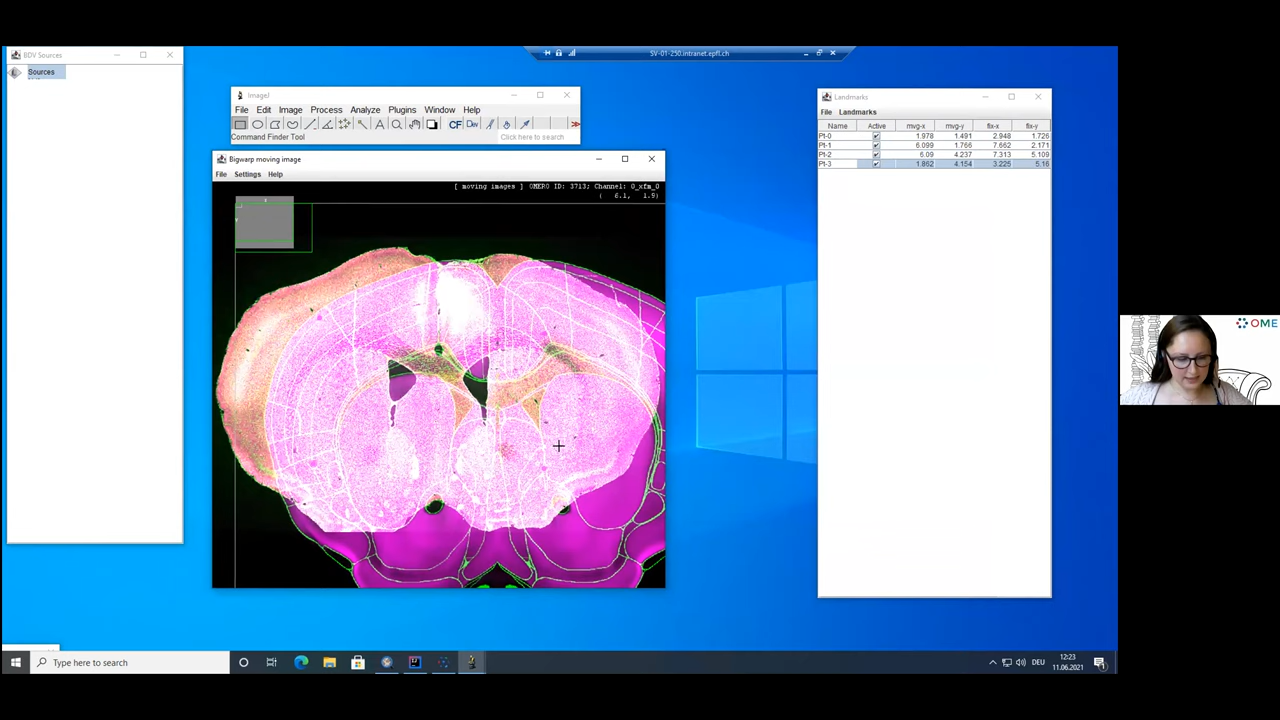 SV-01-250.intranet.epfl.ch
BDV Sources
Sources
ImageJ
File Edit Image Process Analyze Plugins Window Help
CF Dev
Click here to search
Command Finder Tool
Bigwarp moving image
File Settings Help
[ moving images ] OMERO ID: 3713; Channel: 0_xfm_0
( 6.1, 1.9)
Landmarks
File Landmarks
Name Active mvg-x mvg-y fix-x fix-y
Pt-0 1.978 1.491 2.948 1.726
Pt-1 6.099 1.766 7.662 2.171
Pt-2 6.09 4.237 7.313 5.109
Pt-3 1.862 4.154 3.225 5.16
OME
Type here to search
DEU
12:23
11.06.2021